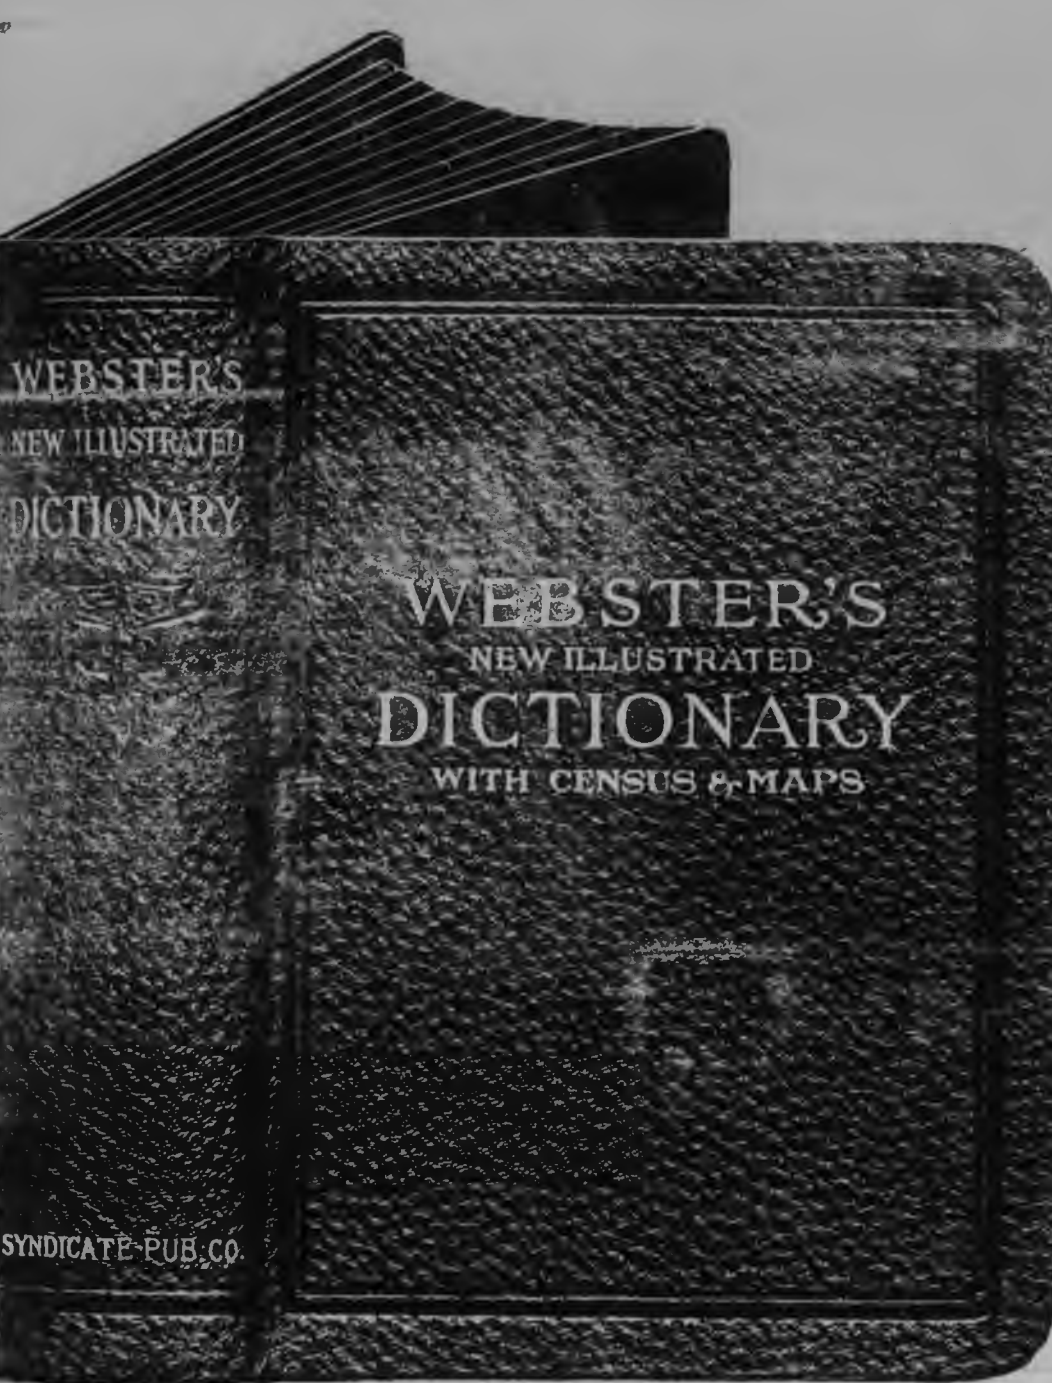 WEBSTER'S
NEW ILLUSTRATED
DICTIONARY
SYNDICATE PUB. CO.
WEBSTER'S
NEW ILLUSTRATED
DICTIONARY
WITH CENSUS & MAPS